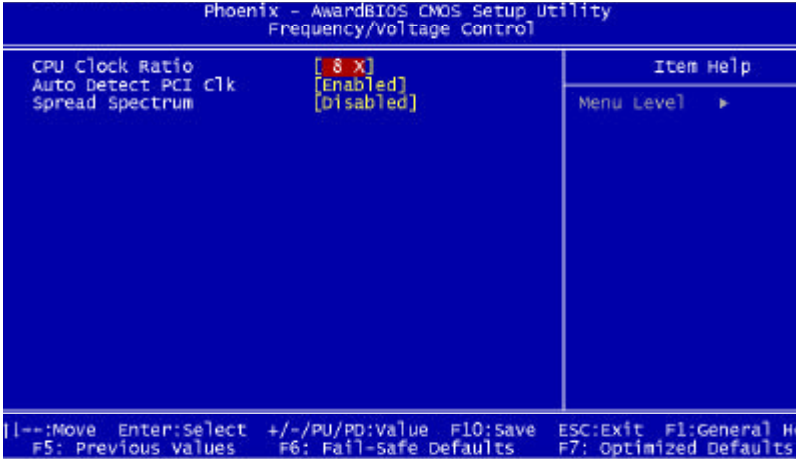 Phoenix - AwardBIOS CMOS Setup Utility
Frequency/Voltage Control
CPU Clock Ratio [ 8 X]
Auto Detect PCI Clk [Enabled]
Spread Spectrum [Disabled]
Item Help
Menu Level ▶
↑↓--:Move Enter:Select +/-/PU/PD:Value F10:Save ESC:Exit F1:General H
F5: Previous Values F6: Fail-Safe Defaults F7: Optimized Defaults